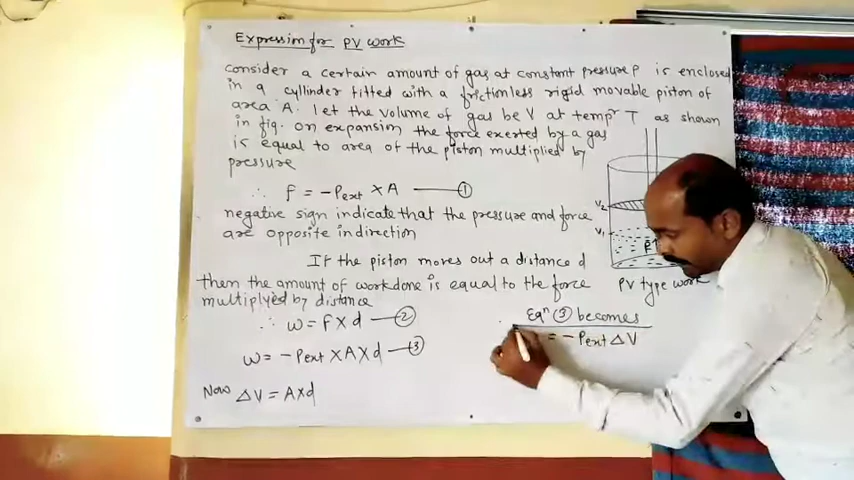 Expression for PV work
consider a certain amount of gas at constant pressure P is enclosed
in a cyllinder fitted with a frictionless rigid movable piston of
area A. let the volume of gas be V at tempr T as shown
in fig. on expansion the force exerted by a gas
is equal to area of the piston multiplied by
pressure
∴ f = -Pext × A —— ①
negative sign indicate that the pressure and force
are opposite in direction
If the piston moves out a distance d
then the amount of workdone is equal to the force
multiplyed by distance
∴ w = f × d —— ②
w = - Pext × A × d —— ③
Now ΔV = A×d
V2
V1
PV type work
Eqn ③ becomes
= - Pext ΔV